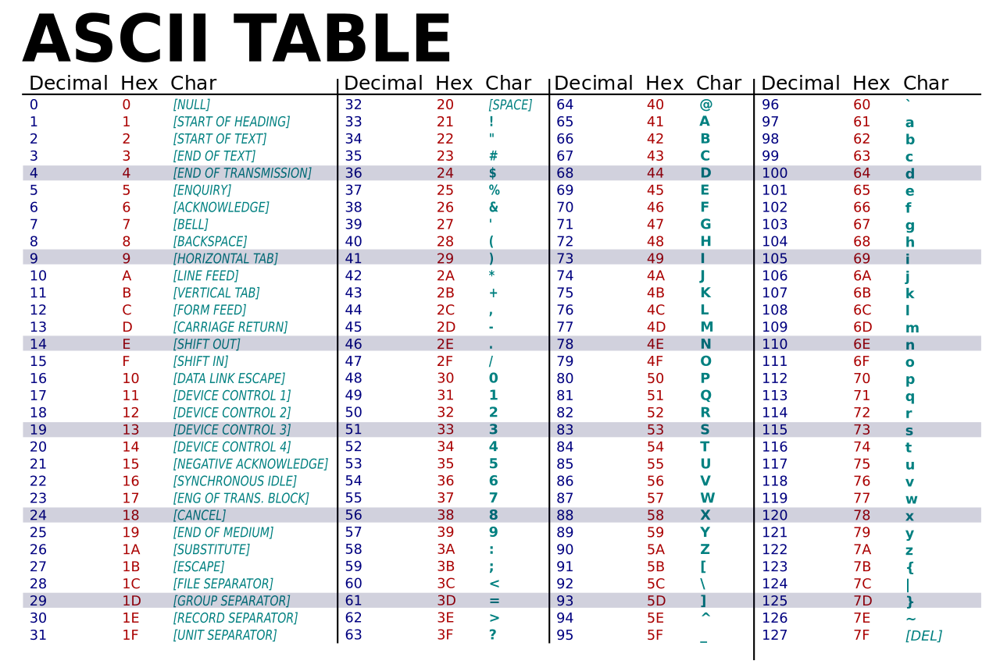 ASCII TABLE
Decimal Hex Char Decimal Hex Char Decimal Hex Char Decimal Hex Char
0 0 [NULL] 32 20 [SPACE] 64 40 @ 96 60 `
1 1 [START OF HEADING] 33 21 ! 65 41 A 97 61 a
2 2 [START OF TEXT] 34 22 " 66 42 B 98 62 b
3 3 [END OF TEXT] 35 23 # 67 43 C 99 63 c
4 4 [END OF TRANSMISSION] 36 24 $ 68 44 D 100 64 d
5 5 [ENQUIRY] 37 25 % 69 45 E 101 65 e
6 6 [ACKNOWLEDGE] 38 26 & 70 46 F 102 66 f
7 7 [BELL] 39 27 ' 71 47 G 103 67 g
8 8 [BACKSPACE] 40 28 ( 72 48 H 104 68 h
9 9 [HORIZONTAL TAB] 41 29 ) 73 49 I 105 69 i
10 A [LINE FEED] 42 2A * 74 4A J 106 6A j
11 B [VERTICAL TAB] 43 2B + 75 4B K 107 6B k
12 C [FORM FEED] 44 2C , 76 4C L 108 6C l
13 D [CARRIAGE RETURN] 45 2D - 77 4D M 109 6D m
14 E [SHIFT OUT] 46 2E . 78 4E N 110 6E n
15 F [SHIFT IN] 47 2F / 79 4F O 111 6F o
16 10 [DATA LINK ESCAPE] 48 30 0 80 50 P 112 70 p
17 11 [DEVICE CONTROL 1] 49 31 1 81 51 Q 113 71 q
18 12 [DEVICE CONTROL 2] 50 32 2 82 52 R 114 72 r
19 13 [DEVICE CONTROL 3] 51 33 3 83 53 S 115 73 s
20 14 [DEVICE CONTROL 4] 52 34 4 84 54 T 116 74 t
21 15 [NEGATIVE ACKNOWLEDGE] 53 35 5 85 55 U 117 75 u
22 16 [SYNCHRONOUS IDLE] 54 36 6 86 56 V 118 76 v
23 17 [ENG OF TRANS. BLOCK] 55 37 7 87 57 W 119 77 w
24 18 [CANCEL] 56 38 8 88 58 X 120 78 x
25 19 [END OF MEDIUM] 57 39 9 89 59 Y 121 79 y
26 1A [SUBSTITUTE] 58 3A : 90 5A Z 122 7A z
27 1B [ESCAPE] 59 3B ; 91 5B [ 123 7B {
28 1C [FILE SEPARATOR] 60 3C < 92 5C \ 124 7C |
29 1D [GROUP SEPARATOR] 61 3D = 93 5D ] 125 7D }
30 1E [RECORD SEPARATOR] 62 3E > 94 5E ^ 126 7E ~
31 1F [UNIT SEPARATOR] 63 3F ? 95 5F _ 127 7F [DEL]